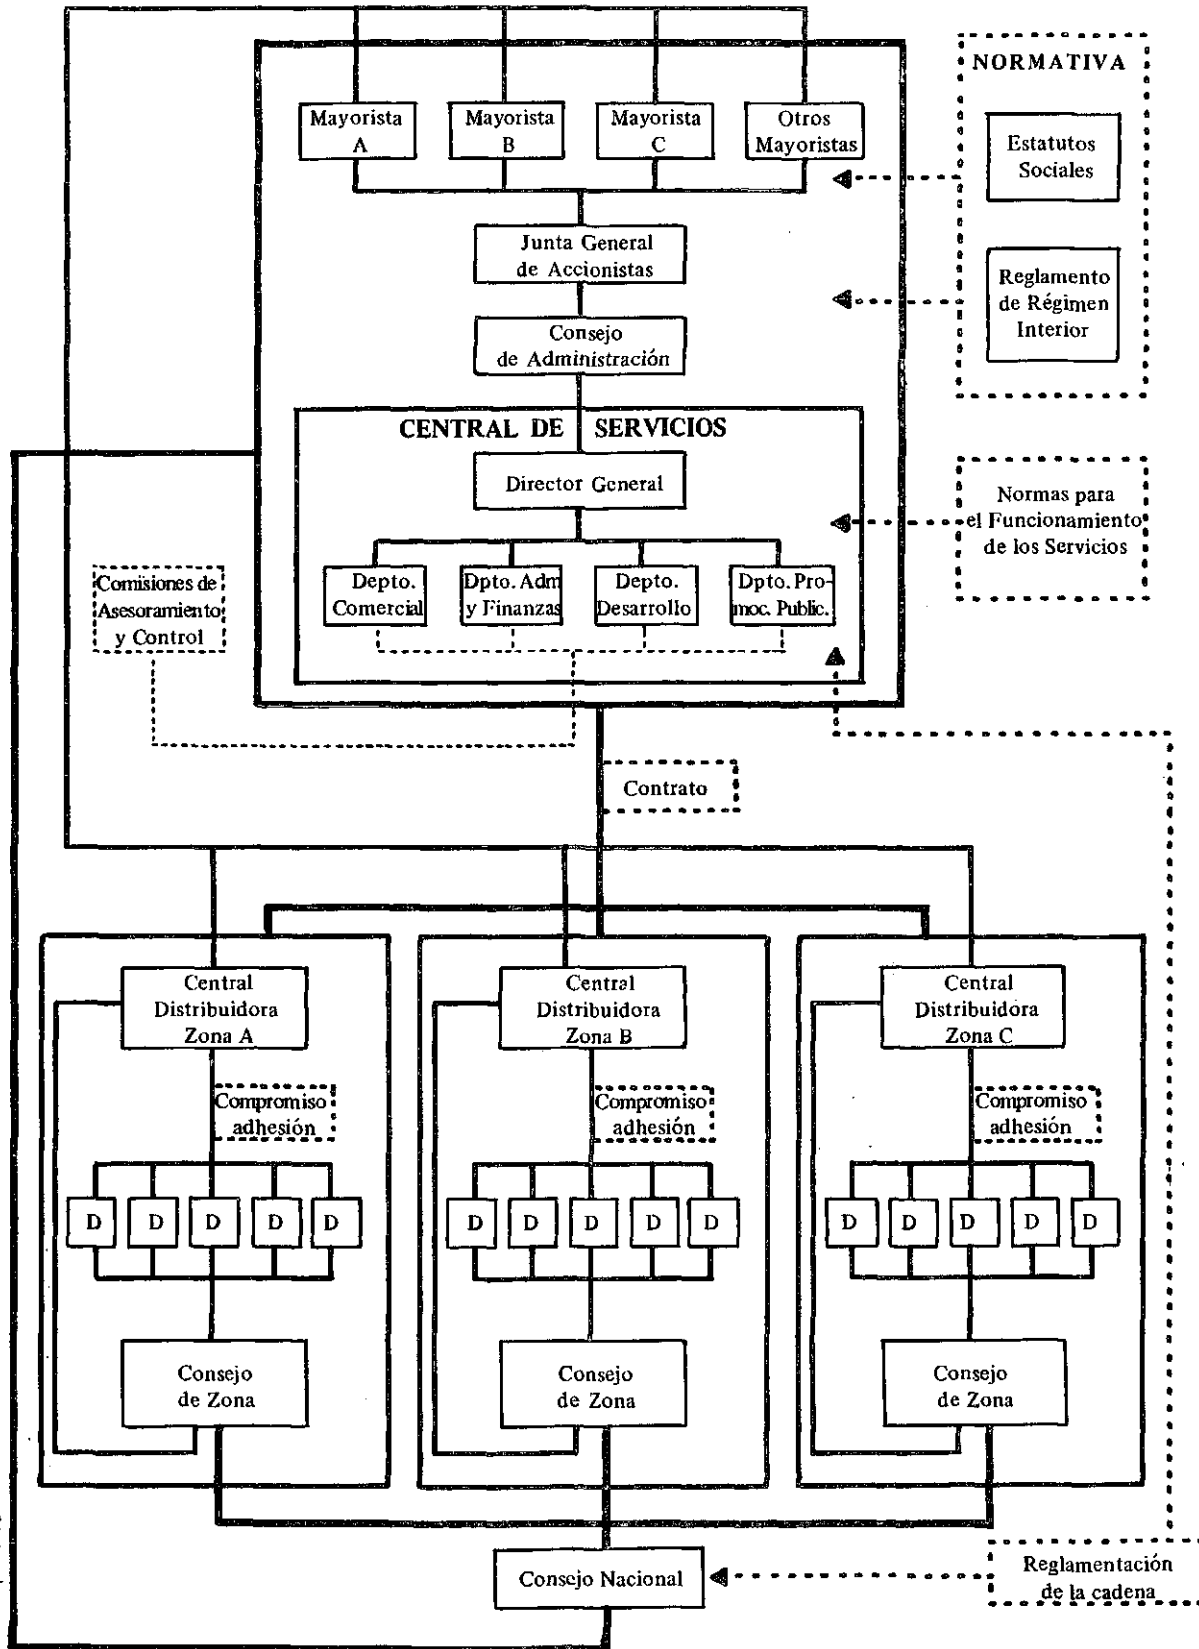 NORMATIVA
Mayorista
A
Mayorista
B
Mayorista
C
Otros
Mayoristas
Estatutos
Sociales
Junta General
de Accionistas
Reglamento
de Régimen
Interior
Consejo
de Administración
CENTRAL DE SERVICIOS
Director General
Normas para
el Funcionamiento
de los Servicios
Comisiones de
Asesoramiento
y Control
Depto.
Comercial
Dpto. Adm
y Finanzas
Depto.
Desarrollo
Dpto. Pro-
moc. Public.
Contrato
Central
Distribuidora
Zona A
Central
Distribuidora
Zona B
Central
Distribuidora
Zona C
Compromiso
adhesión
Compromiso
adhesión
Compromiso
adhesión
D D D D D
D D D D D
D D D D D
Consejo
de Zona
Consejo
de Zona
Consejo
de Zona
Consejo Nacional
Reglamentación
de la cadena